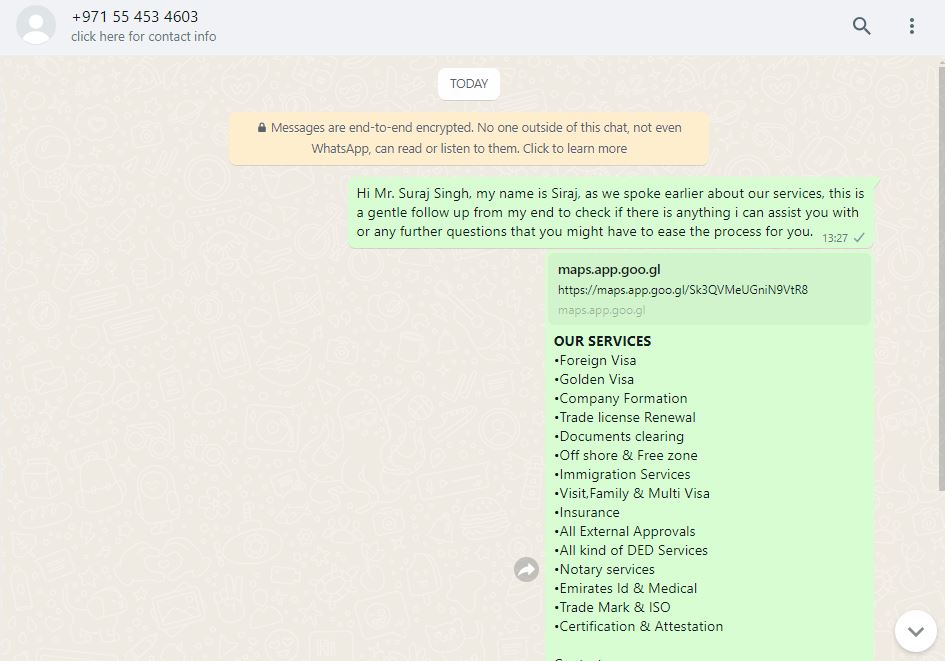 +971 55 453 4603
click here for contact info
TODAY
Messages are end-to-end encrypted. No one outside of this chat, not even
WhatsApp, can read or listen to them. Click to learn more
Hi Mr. Suraj Singh, my name is Siraj, as we spoke earlier about our services, this is
a gentle follow up from my end to check if there is anything i can assist you with
or any further questions that you might have to ease the process for you.
13:27
maps.app.goo.gl
https://maps.app.goo.gl/Sk3QVMeUGniN9VtR8
maps.app.goo.gl
OUR SERVICES
•Foreign Visa
•Golden Visa
•Company Formation
•Trade license Renewal
•Documents clearing
•Off shore & Free zone
•Immigration Services
•Visit,Family & Multi Visa
•Insurance
•All External Approvals
•All kind of DED Services
•Notary services
•Emirates Id & Medical
•Trade Mark & ISO
•Certification & Attestation